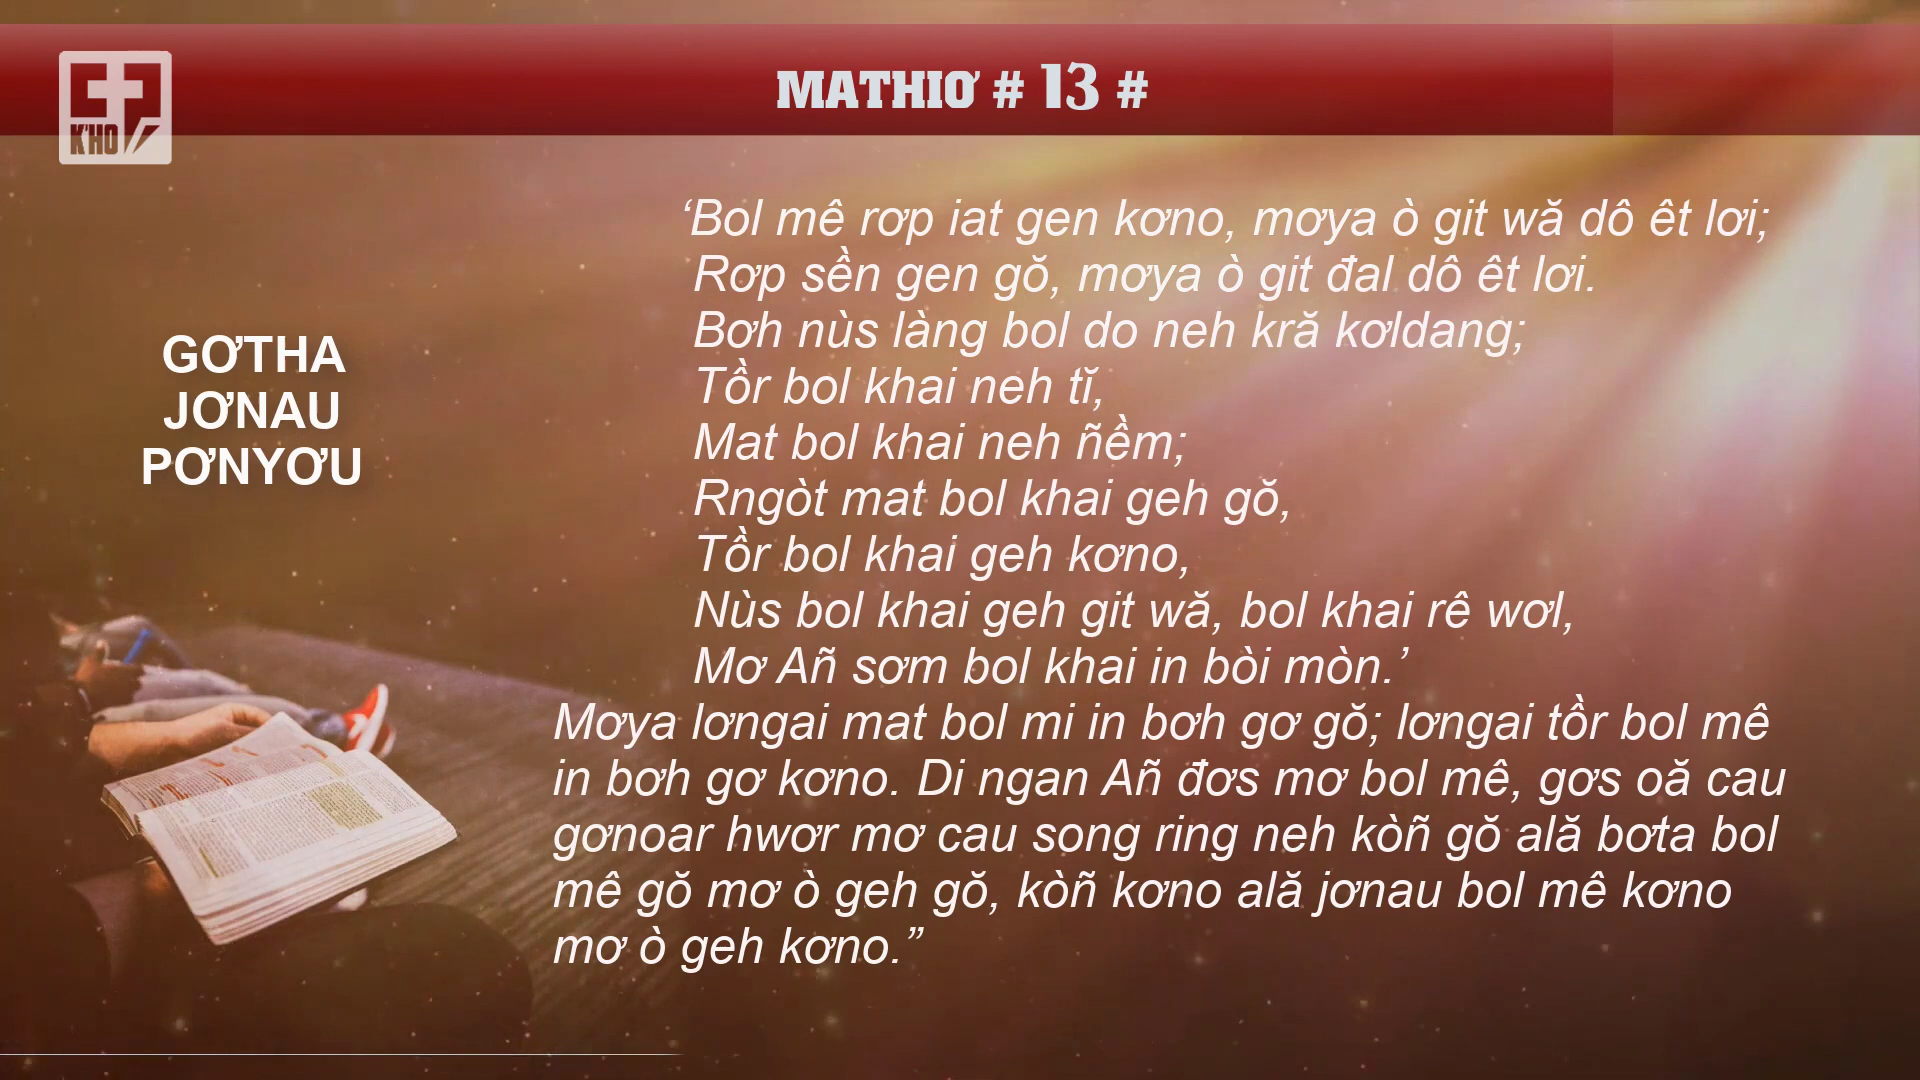 MATHIƠ # 13 #
K'HO
GƠTHA
JƠNAU
PƠNYƠU
‘Bol mê rơp iat gen kơno, mơya ò git wă dô êt lơi;
Rơp sền gen gŏ, mơya ò git đal dô êt lơi.
Bơh nùs làng bol do neh kră kơldang;
Tồr bol khai neh tĭ,
Mat bol khai neh ñềm;
Rngòt mat bol khai geh gŏ,
Tồr bol khai geh kơno,
Nùs bol khai geh git wă, bol khai rê wơl,
Mơ Añ sơm bol khai in bòi mòn.’
Mơya lơngai mat bol mi in bơh gơ gŏ; lơngai tồr bol mê
in bơh gơ kơno. Di ngan Añ đơs mơ bol mê, gơs oă cau
gơnoar hwơr mơ cau song ring neh kòñ gŏ ală bơta bol
mê gŏ mơ ò geh gŏ, kòñ kơno ală jơnau bol mê kơno
mơ ò geh kơno.”